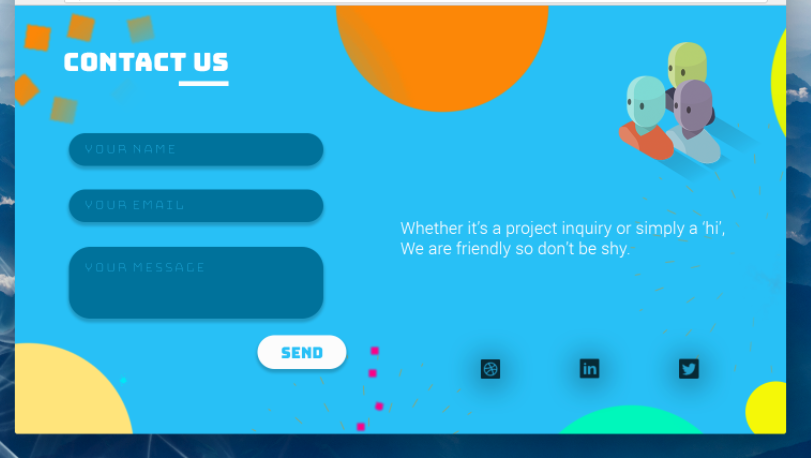 CONTACT US
YOUR NAME
YOUR EMAIL
YOUR MESSAGE
SEND
Whether it's a project inquiry or simply a ‘hi’,
We are friendly so don't be shy.
in